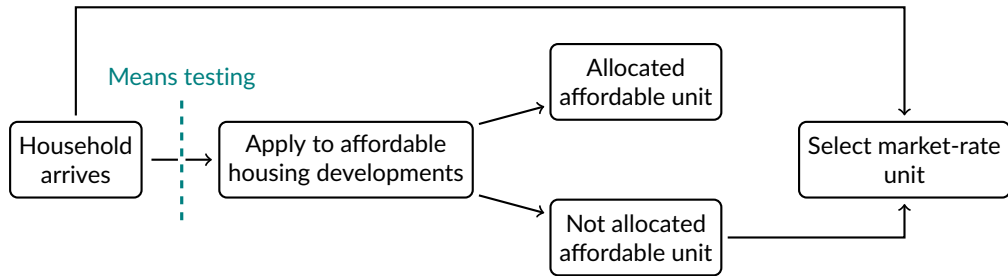 Means testing
Household
arrives
Apply to affordable
housing developments
Allocated
affordable unit
Not allocated
affordable unit
Select market-rate
unit